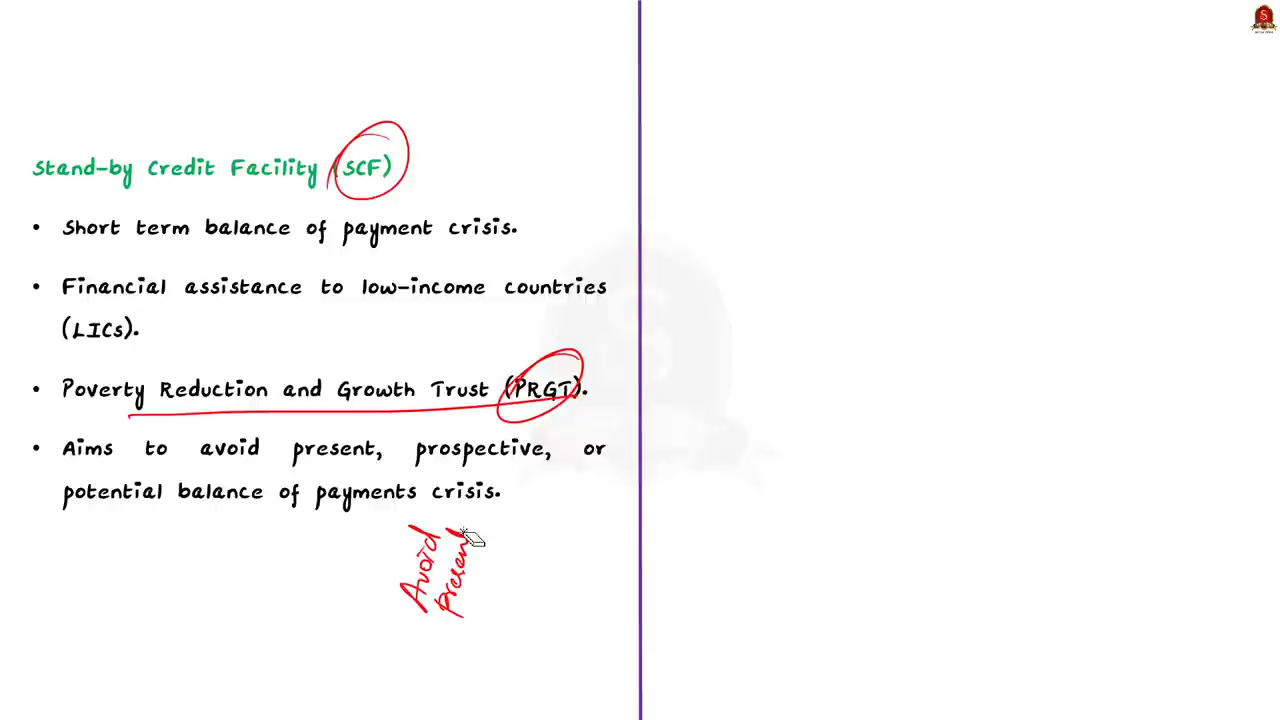 Stand-by Credit Facility (SCF)
• Short term balance of payment crisis.
• Financial assistance to low-income countries
(LICs).
• Poverty Reduction and Growth Trust (PRGT).
• Aims to avoid present, prospective, or
potential balance of payments crisis.
Avoid
present